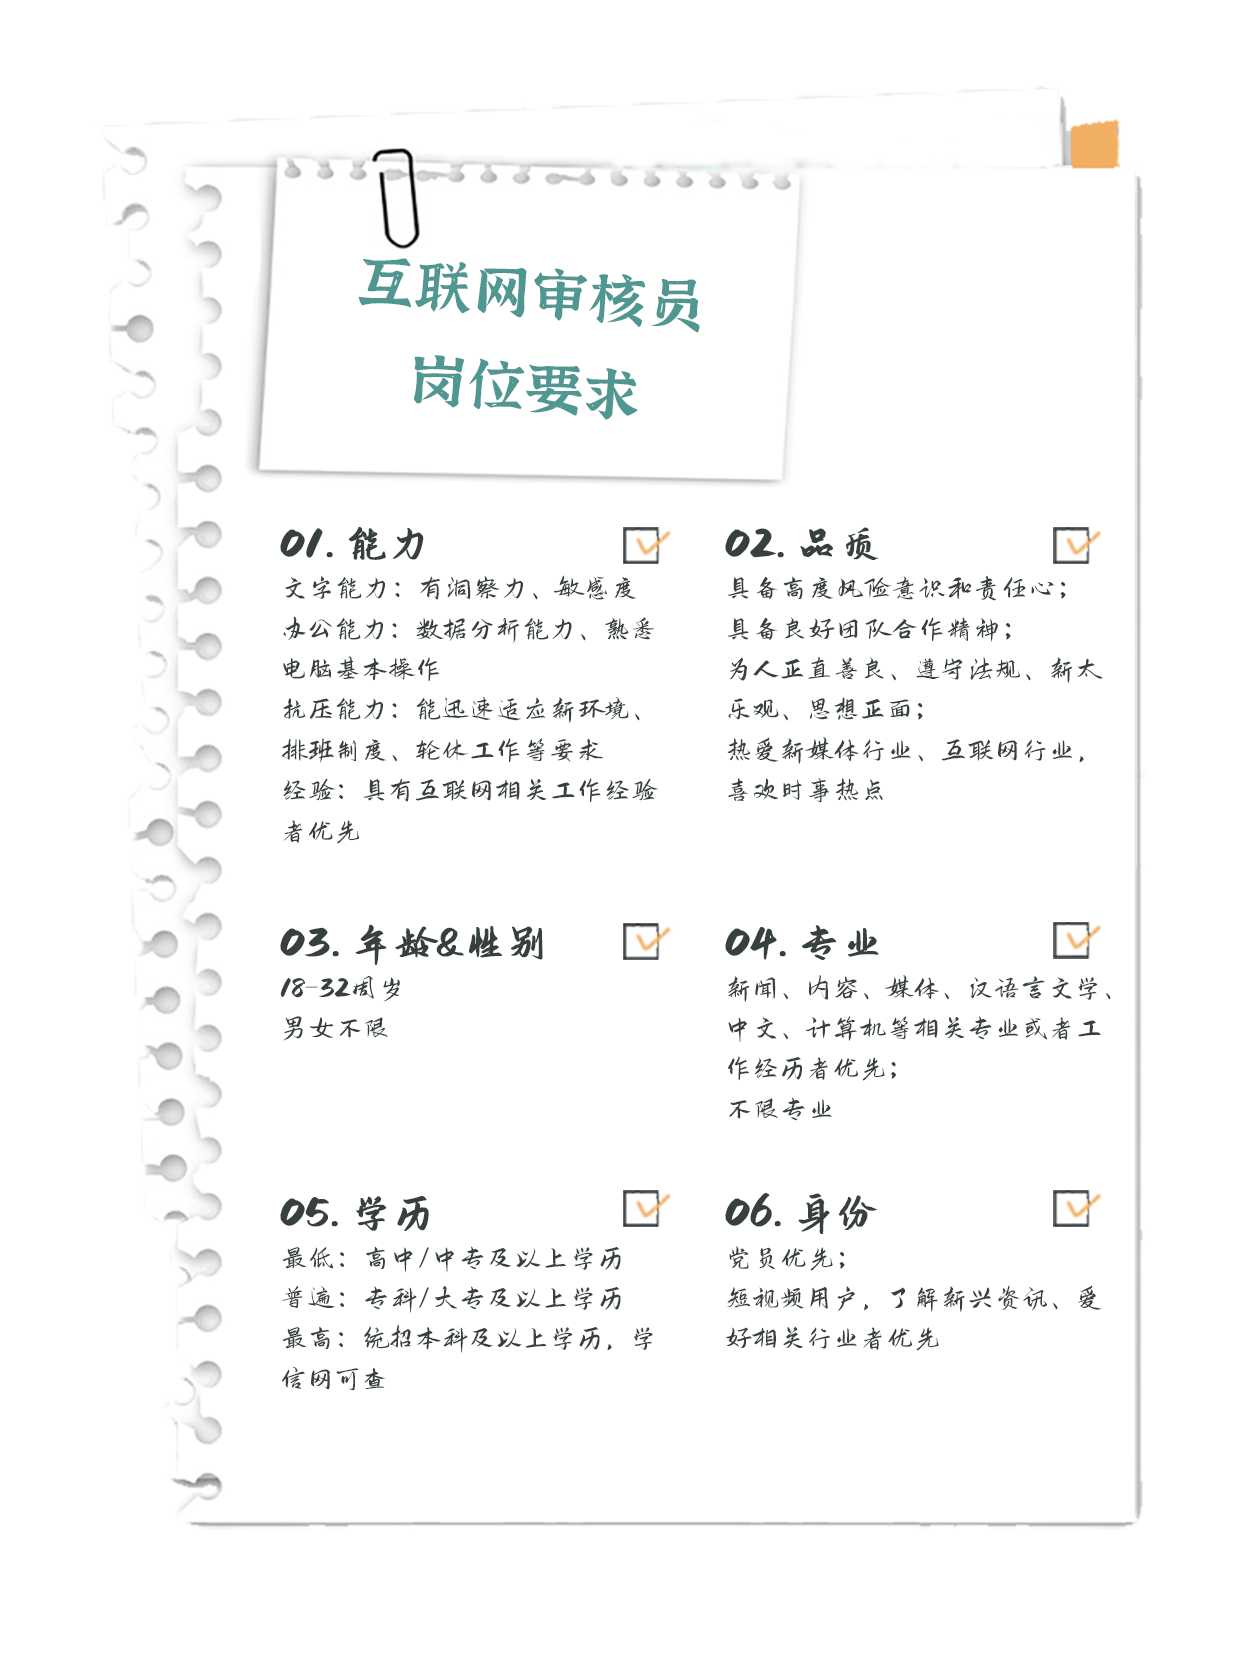 互联网审核员
岗位要求
01. 能力
文字能力：有洞察力、敏感度
办公能力：数据分析能力、熟悉
电脑基本操作
抗压能力：能迅速适应新环境、
排班制度、轮休工作等要求
经验：具有互联网相关工作经验
者优先
02. 品质
具备高度风险意识和责任心；
具备良好团队合作精神；
为人正直善良、遵守法规、新太
乐观、思想正面；
热爱新媒体行业、互联网行业，
喜欢时事热点
03. 年龄&性别
18-32周岁
男女不限
04. 专业
新闻、内容、媒体、汉语言文学、
中文、计算机等相关专业或者工
作经历者优先；
不限专业
05. 学历
最低：高中/中专及以上学历
普遍：专科/大专及以上学历
最高：统招本科及以上学历，学
信网可查
06. 身份
党员优先；
短视频用户，了解新兴资讯、爱
好相关行业者优先